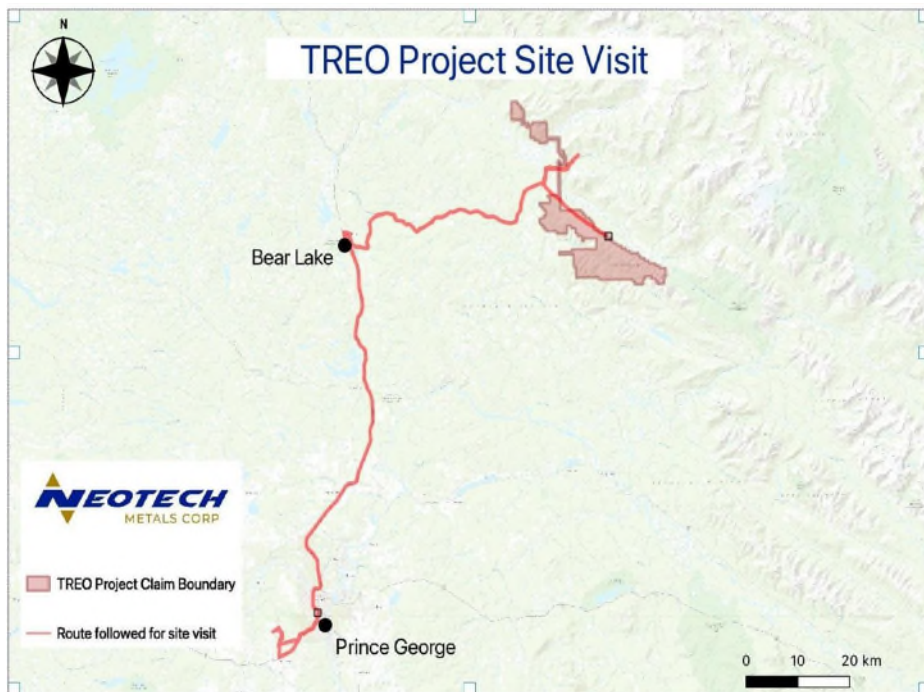 N
TREO Project Site Visit
Bear Lake
NEOTECH
METALS CORP
TREO Project Claim Boundary
Route followed for site visit
Prince George
0 10 20 km